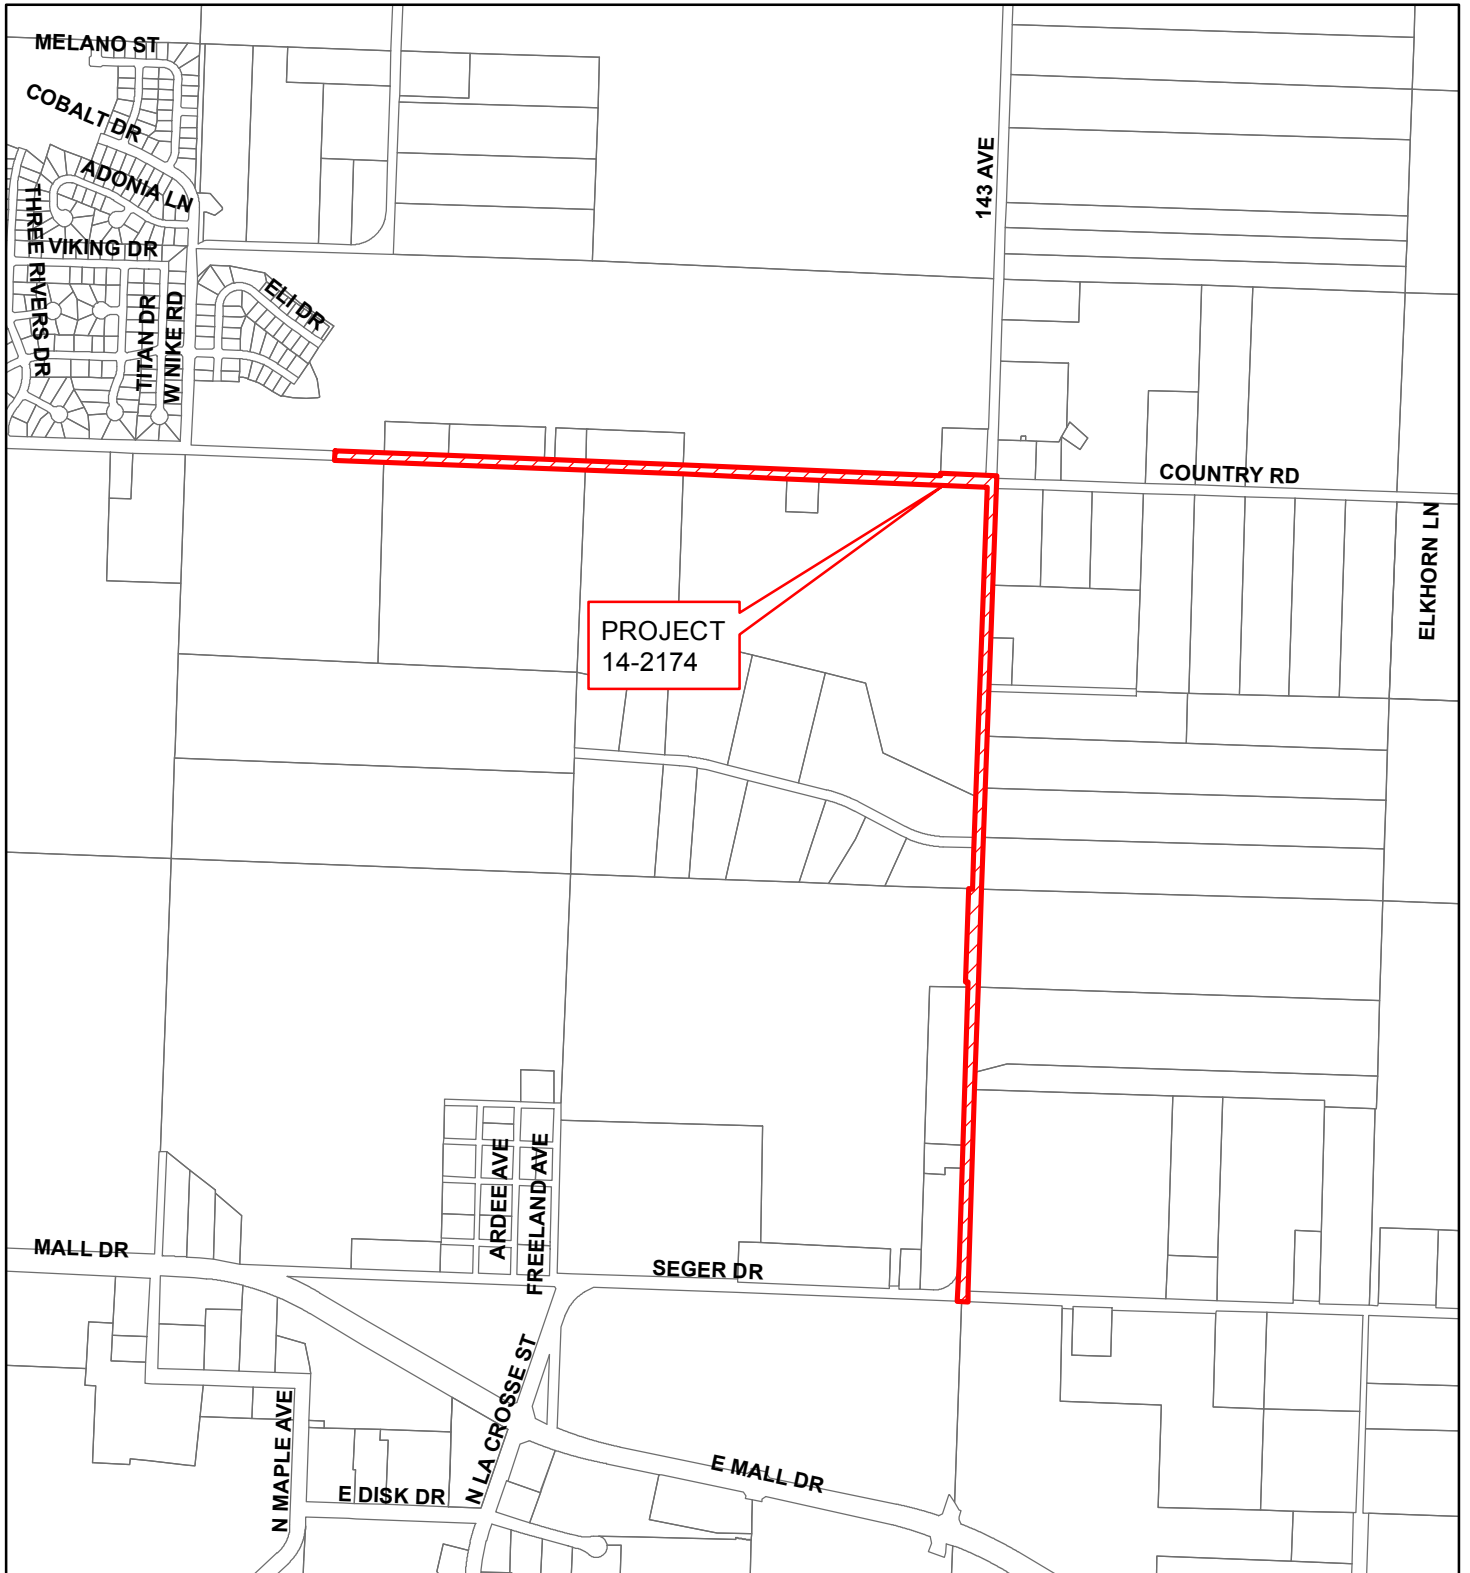 MELANO ST
COBALT DR
ADONIA LN
THREE RIVERS DR
VIKING DR
TITAN DR
W NIKE RD
ELI DR
143 AVE
COUNTRY RD
ELKHORN LN
PROJECT
14-2174
ARDEE AVE
FREELAND AVE
MALL DR
SEGER DR
N LA CROSSE ST
N MAPLE AVE
E DISK DR
E MALL DR